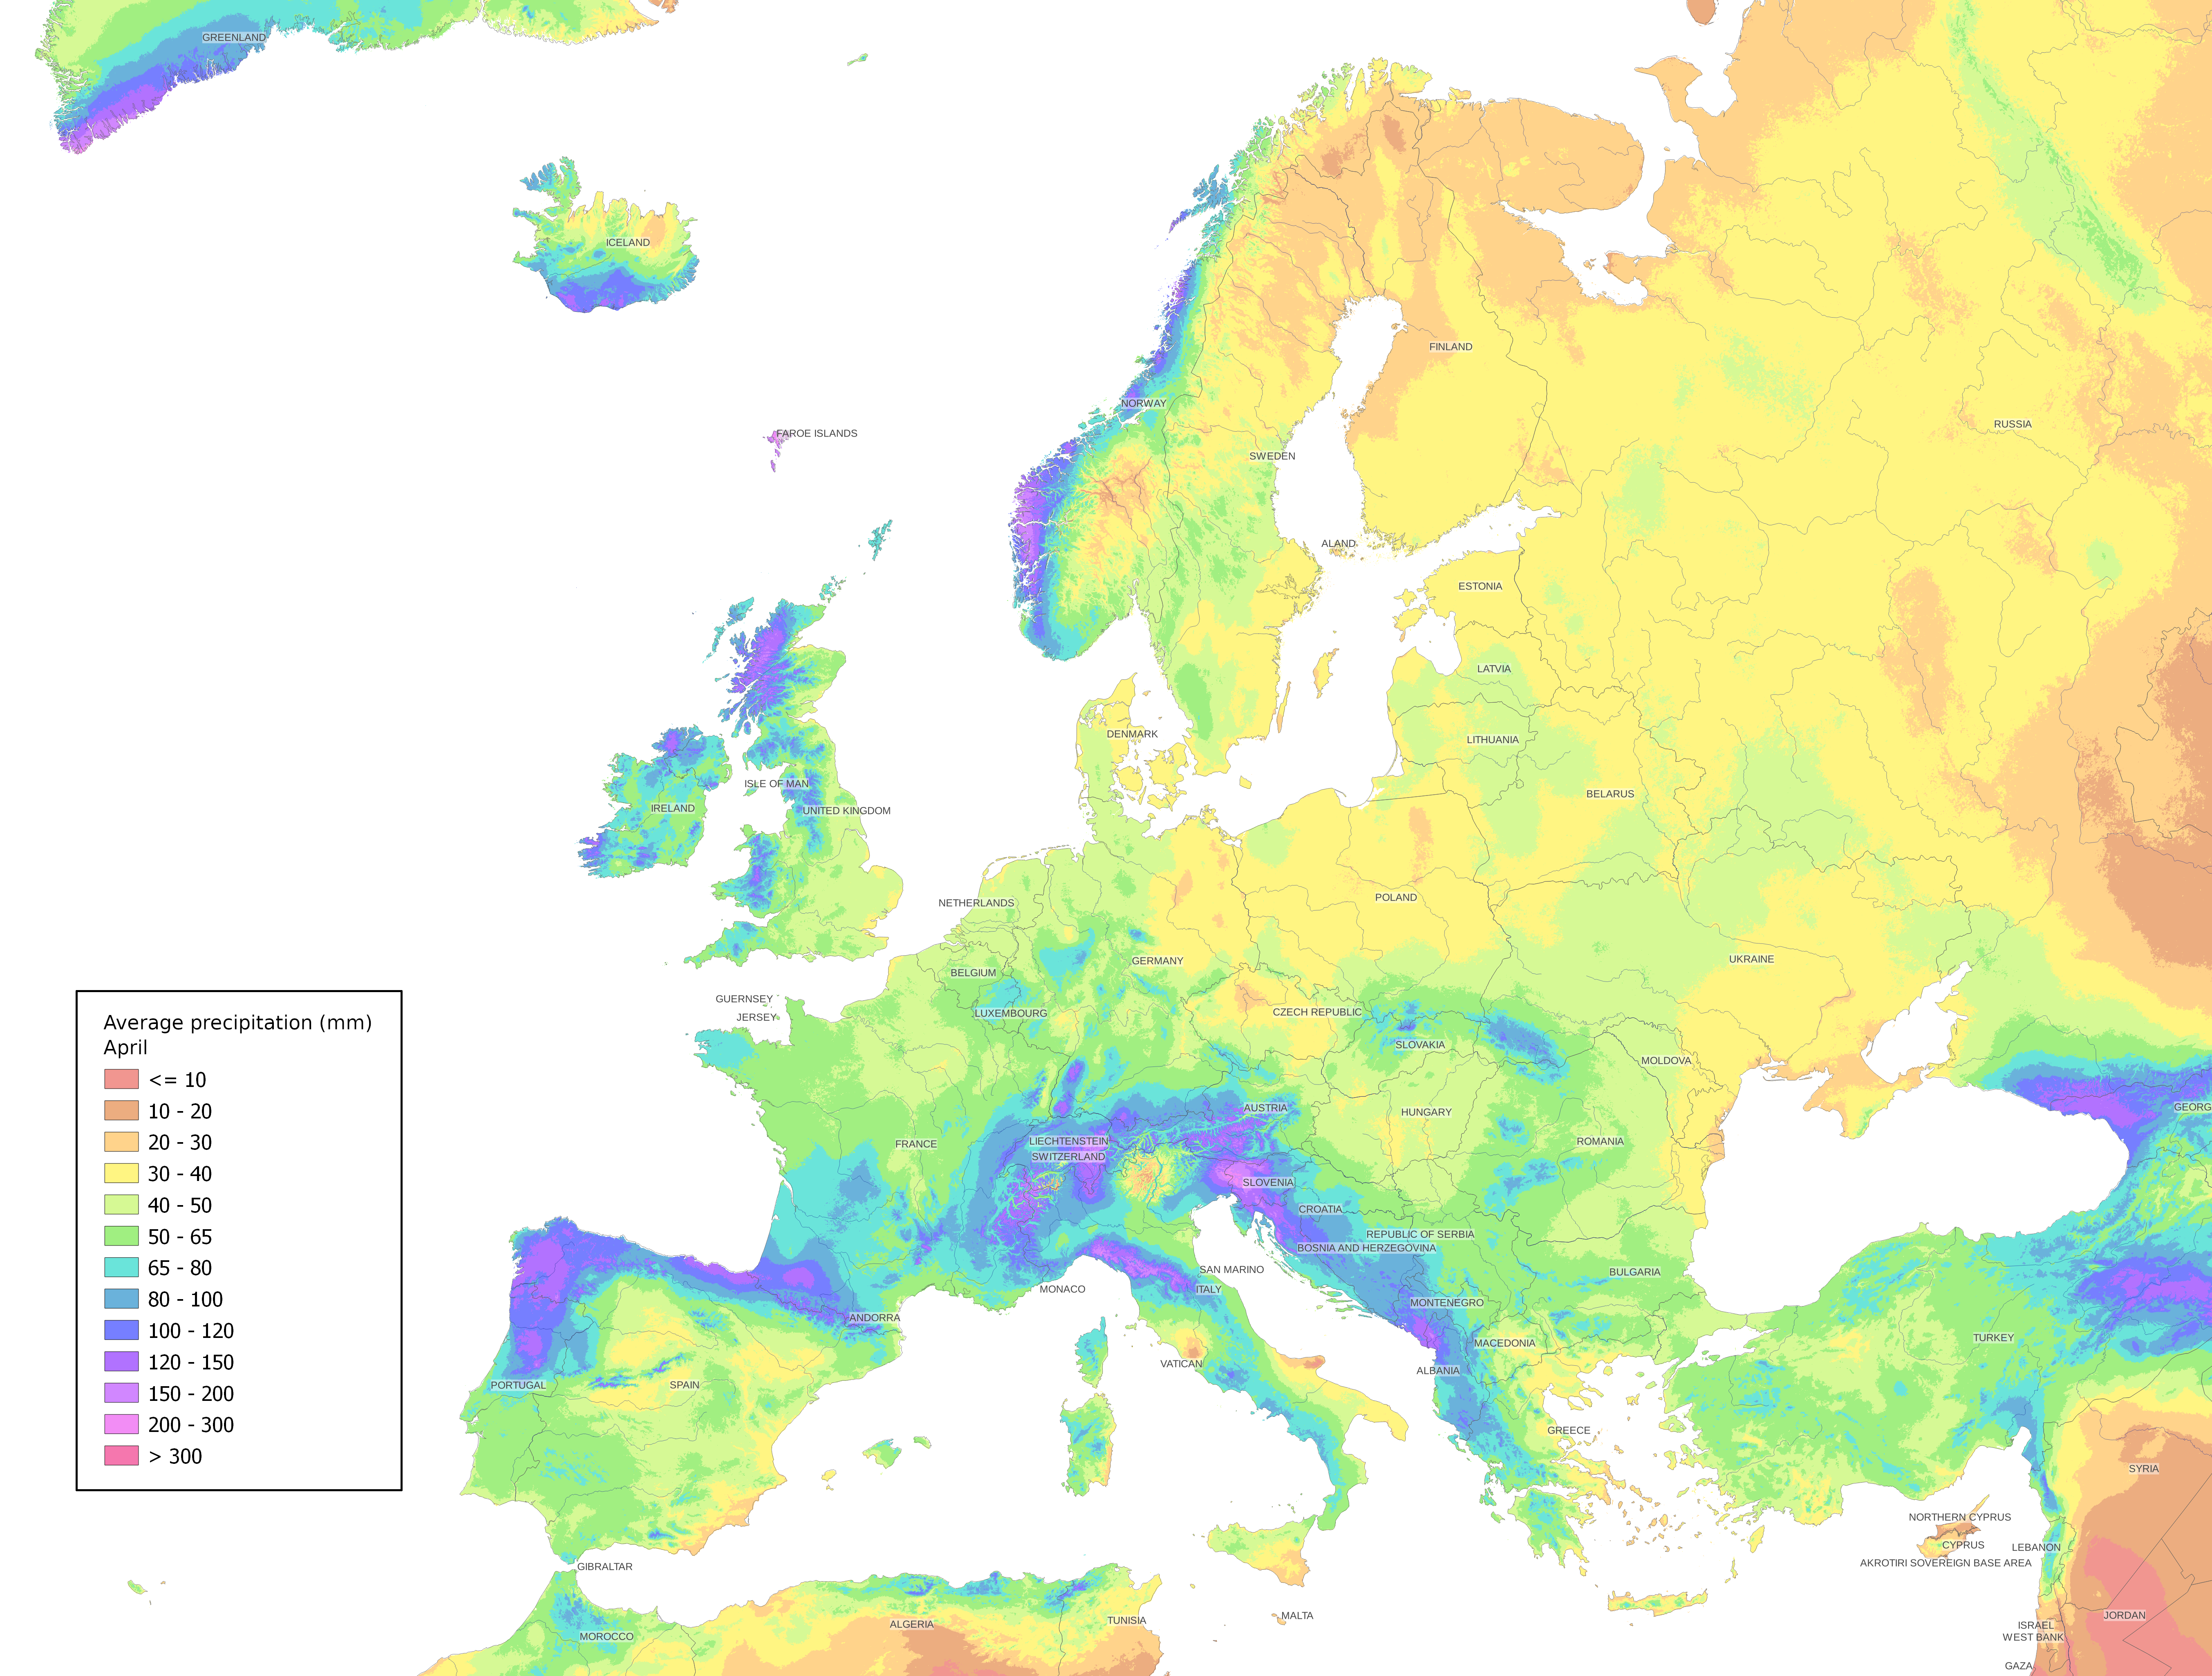 GREENLAND
ICELAND
FINLAND
NORWAY
RUSSIA
FAROE ISLANDS
SWEDEN
ALAND
ESTONIA
LATVIA
DENMARK
LITHUANIA
ISLE OF MAN
BELARUS
IRELAND
UNITED KINGDOM
POLAND
NETHERLANDS
UKRAINE
GERMANY
BELGIUM
GUERNSEY
LUXEMBOURG
CZECH REPUBLIC
JERSEY
SLOVAKIA
MOLDOVA
AUSTRIA
HUNGARY
GEORG
FRANCE
LIECHTENSTEIN
ROMANIA
SWITZERLAND
SLOVENIA
CROATIA
REPUBLIC OF SERBIA
BOSNIA AND HERZEGOVINA
SAN MARINO
BULGARIA
MONACO
ITALY
MONTENEGRO
ANDORRA
TURKEY
MACEDONIA
VATICAN
ALBANIA
PORTUGAL
SPAIN
GREECE
SYRIA
NORTHERN CYPRUS
CYPRUS
LEBANON
AKROTIRI SOVEREIGN BASE AREA
GIBRALTAR
MALTA
JORDAN
TUNISIA
ALGERIA
ISRAEL
MOROCCO
WEST BANK
GAZA
Average precipitation (mm)
April
<= 10
10 - 20
20 - 30
30 - 40
40 - 50
50 - 65
65 - 80
80 - 100
100 - 120
120 - 150
150 - 200
200 - 300
> 300